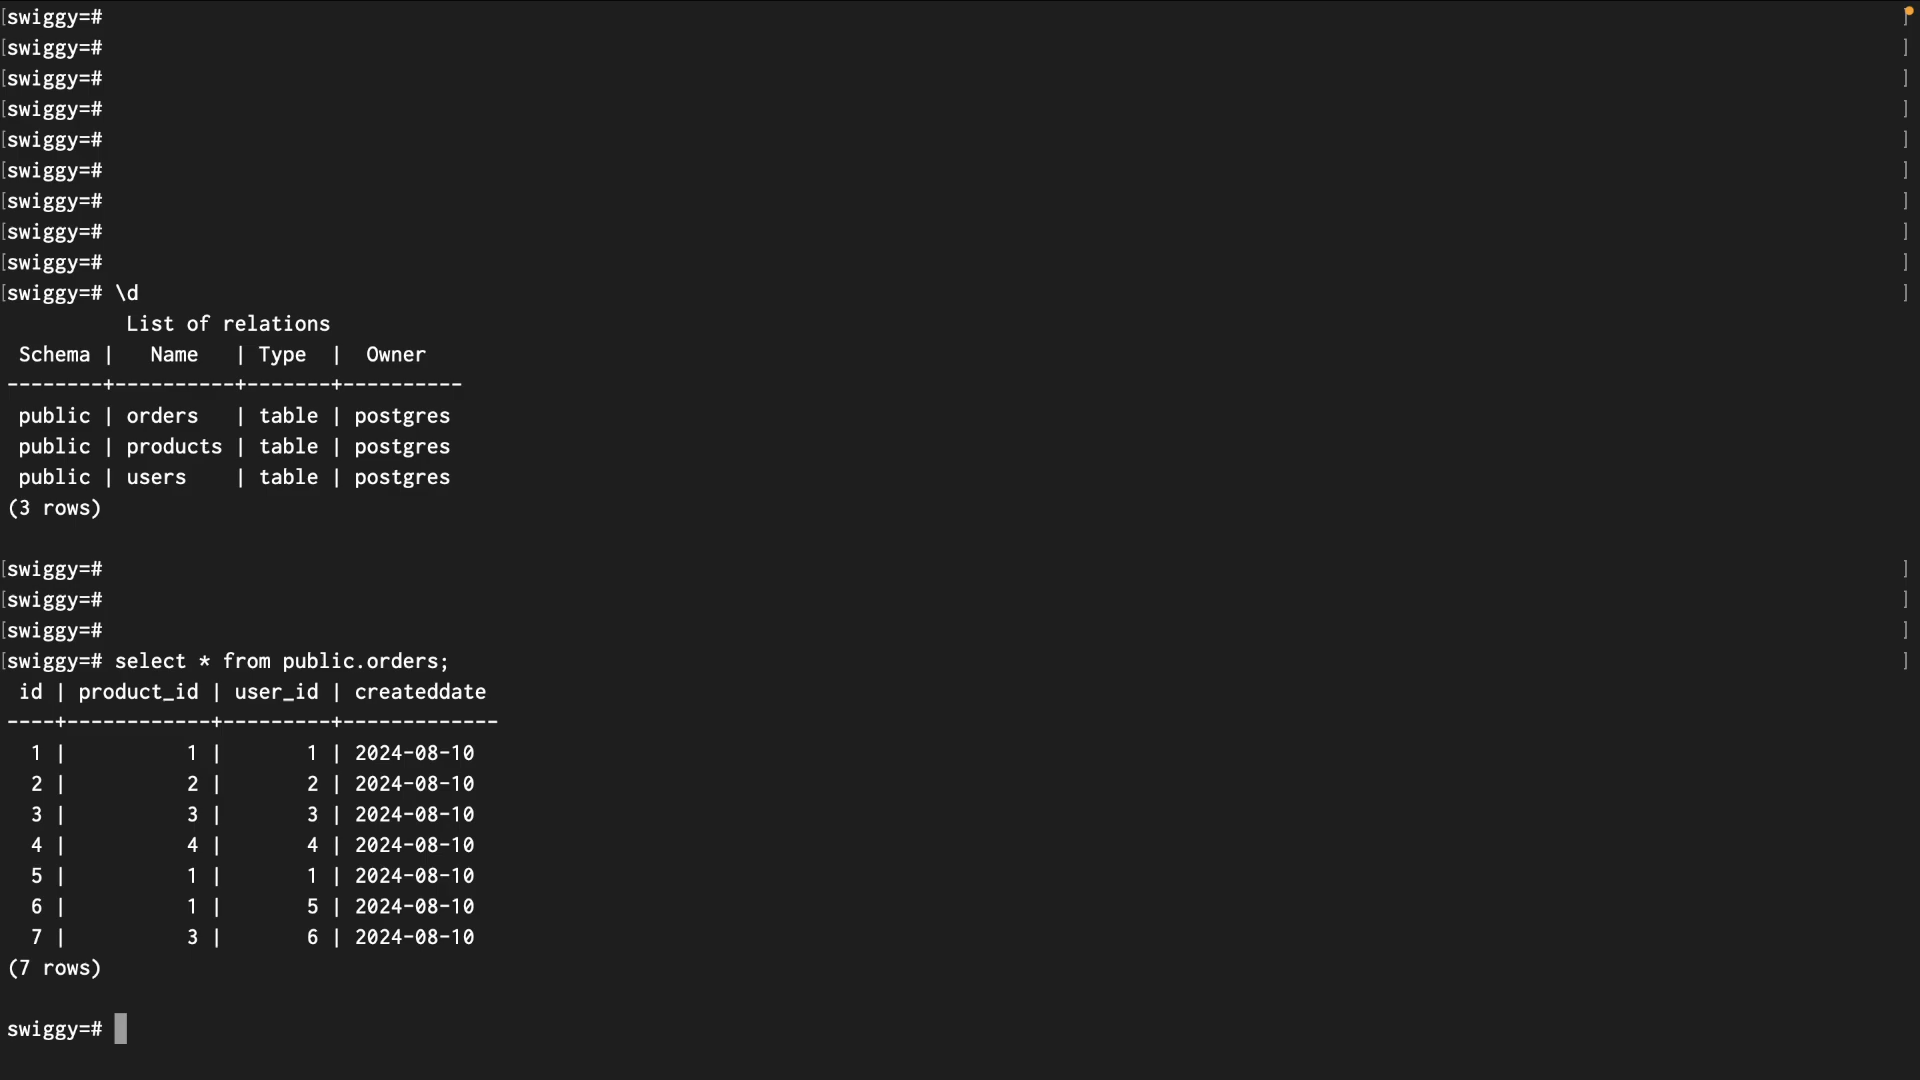 [swiggy=# ]
[swiggy=# ]
[swiggy=# ]
[swiggy=# ]
[swiggy=# ]
[swiggy=# ]
[swiggy=# ]
[swiggy=# ]
[swiggy=# ]
[swiggy=# \d ]
          List of relations
 Schema |   Name   | Type  |  Owner
--------+----------+-------+----------
 public | orders   | table | postgres
 public | products | table | postgres
 public | users    | table | postgres
(3 rows)
[swiggy=# ]
[swiggy=# ]
[swiggy=# ]
[swiggy=# select * from public.orders; ]
 id | product_id | user_id | createddate
----+------------+---------+-------------
  1 |          1 |       1 | 2024-08-10
  2 |          2 |       2 | 2024-08-10
  3 |          3 |       3 | 2024-08-10
  4 |          4 |       4 | 2024-08-10
  5 |          1 |       1 | 2024-08-10
  6 |          1 |       5 | 2024-08-10
  7 |          3 |       6 | 2024-08-10
(7 rows)
swiggy=#